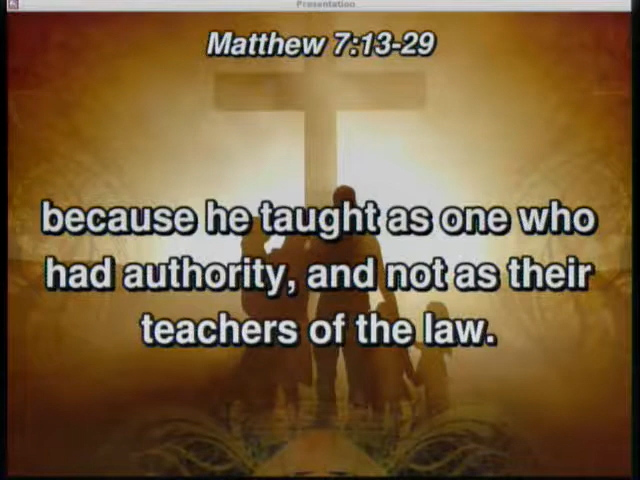 Presentation
Matthew 7:13-29
because he taught as one who
had authority, and not as their
teachers of the law.